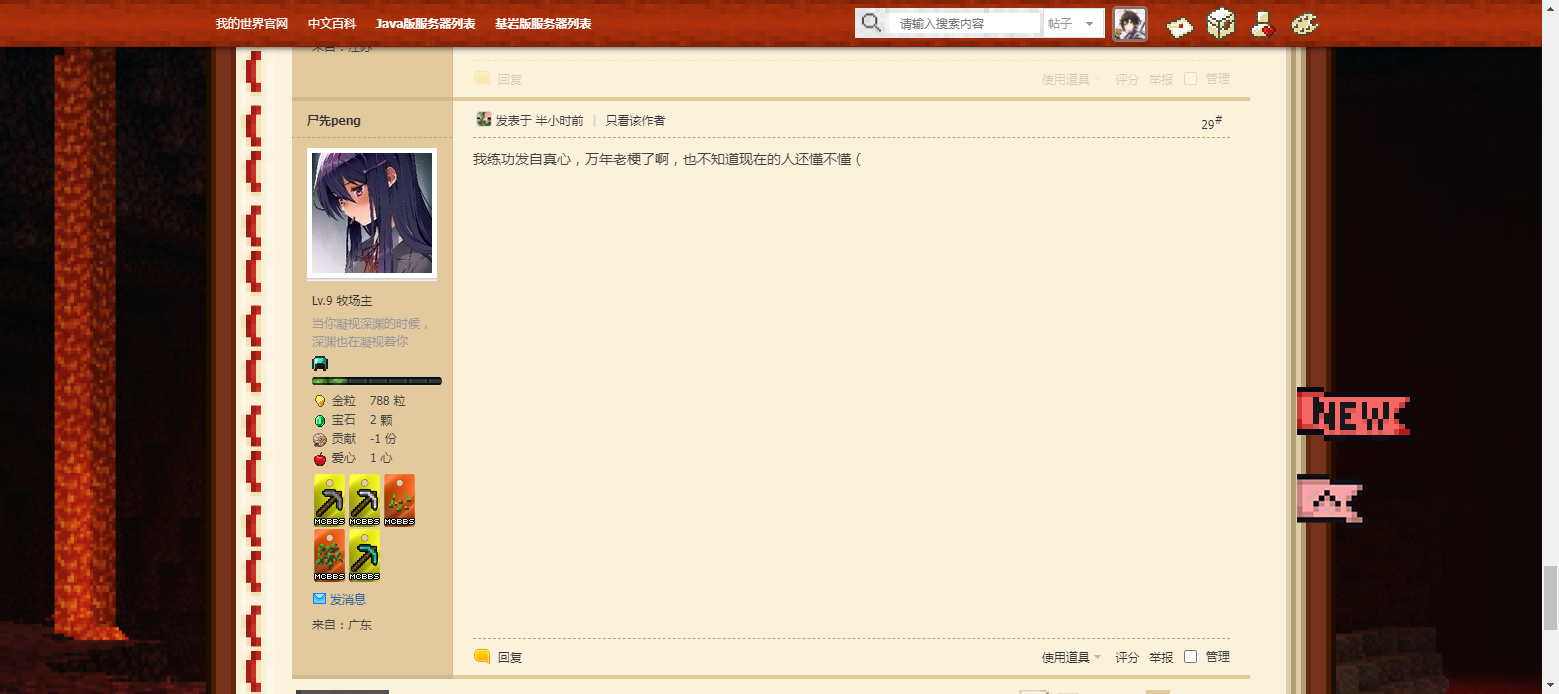 我的世界官网 中文百科 Java版服务器列表 基岩版服务器列表 请输入搜索内容 帖子
来自：江苏
回复 使用道具 评分 举报 管理
尸先peng 发表于 半小时前 | 只看该作者 29#
我练功发自真心，万年老梗了啊，也不知道现在的人还懂不懂（
Lv.9 牧场主
当你凝视深渊的时候，
深渊也在凝视着你
金粒 788 粒
宝石 2 颗
贡献 -1 份
爱心 1 心
NEW
MCBBS MCBBS MCBBS
MCBBS MCBBS
发消息
来自：广东
回复 使用道具 评分 举报 管理